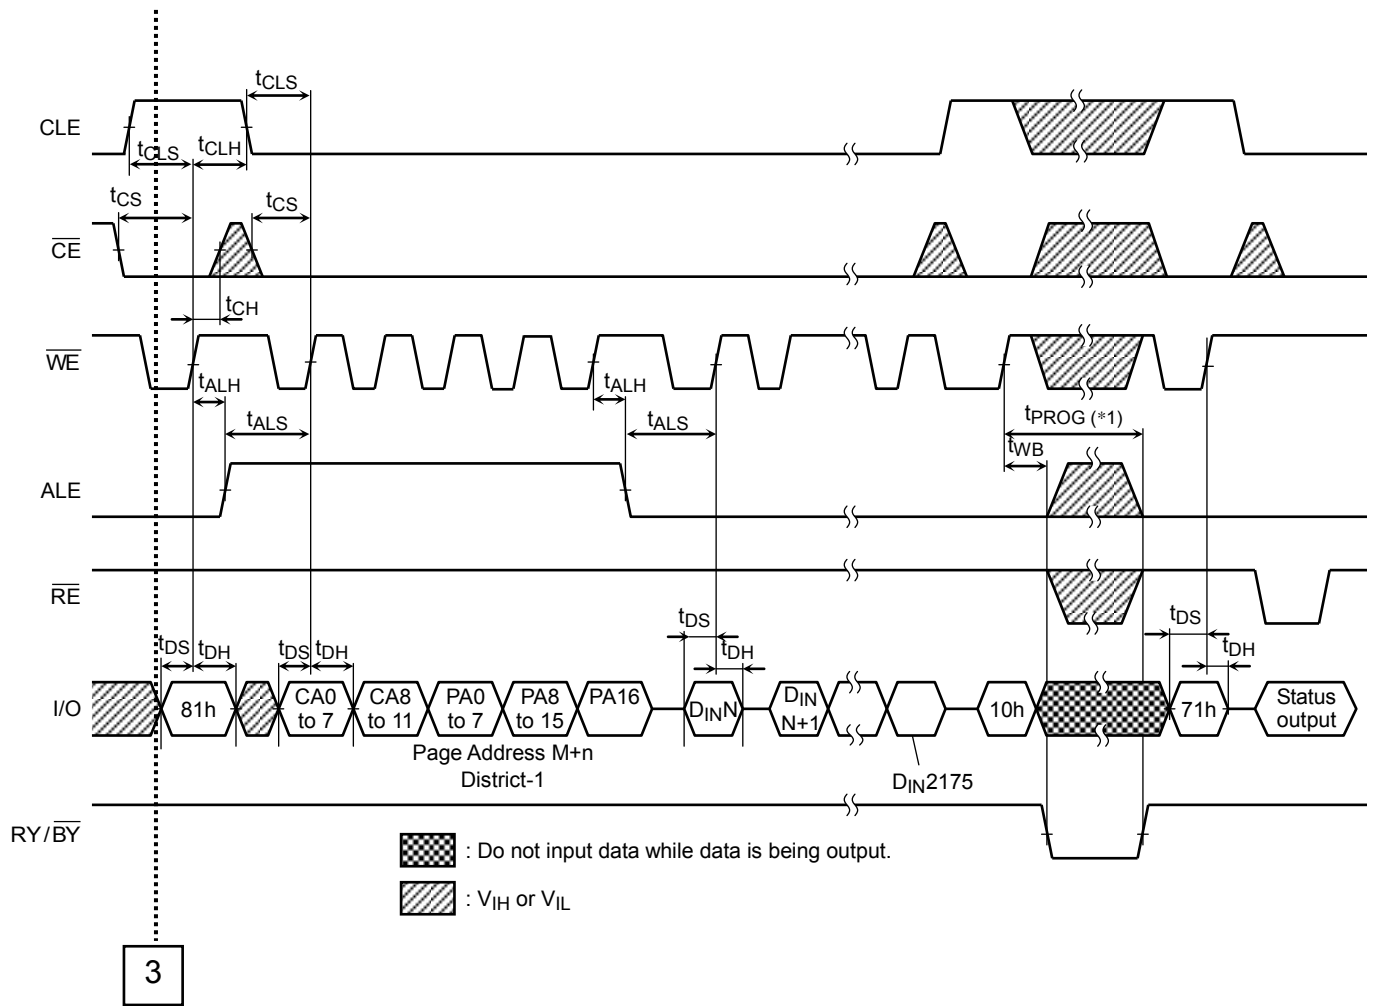 tCLS
CLE
tCLS
tCLH
tCS
tCS
CE
tCH
WE
tALH
tALH
tALS
tALS
tPROG (*1)
tWB
ALE
RE
tDS
tDH
tDS
tDH
tDS
tDH
tDS
tDH
I/O
81h
CA0
to 7
CA8
to 11
PA0
to 7
PA8
to 15
PA16
DINN
DIN
N+1
10h
71h
Status
output
Page Address M+n
District-1
DIN2175
RY/BY
: Do not input data while data is being output.
: VIH or VIL
3